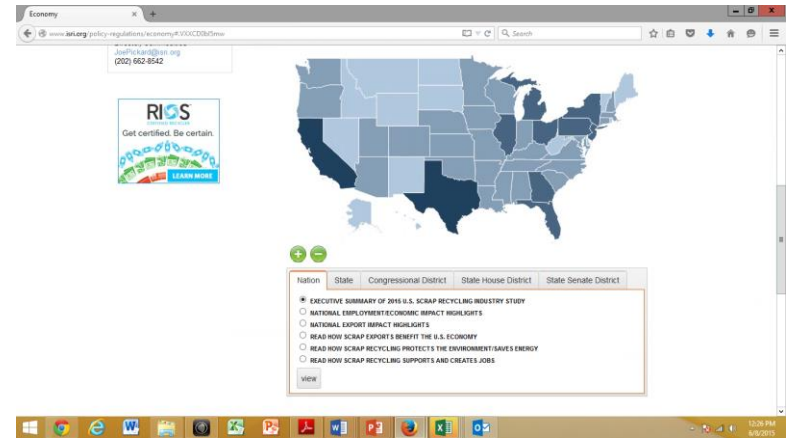 Economy
www.isri.org/policy-regulations/economy#.VXXCD0bl5mw
Search
JoePickard@isri.org
(202) 662-8542
RIOS
Get certified. Be certain.
LEARN MORE
Nation State Congressional District State House District State Senate District
EXECUTIVE SUMMARY OF 2015 U.S. SCRAP RECYCLING INDUSTRY STUDY
NATIONAL EMPLOYMENT/ECONOMIC IMPACT HIGHLIGHTS
NATIONAL EXPORT IMPACT HIGHLIGHTS
READ HOW SCRAP EXPORTS BENEFIT THE U.S. ECONOMY
READ HOW SCRAP RECYCLING PROTECTS THE ENVIRONMENT/SAVES ENERGY
READ HOW SCRAP RECYCLING SUPPORTS AND CREATES JOBS
view
12:26 PM
6/8/2015